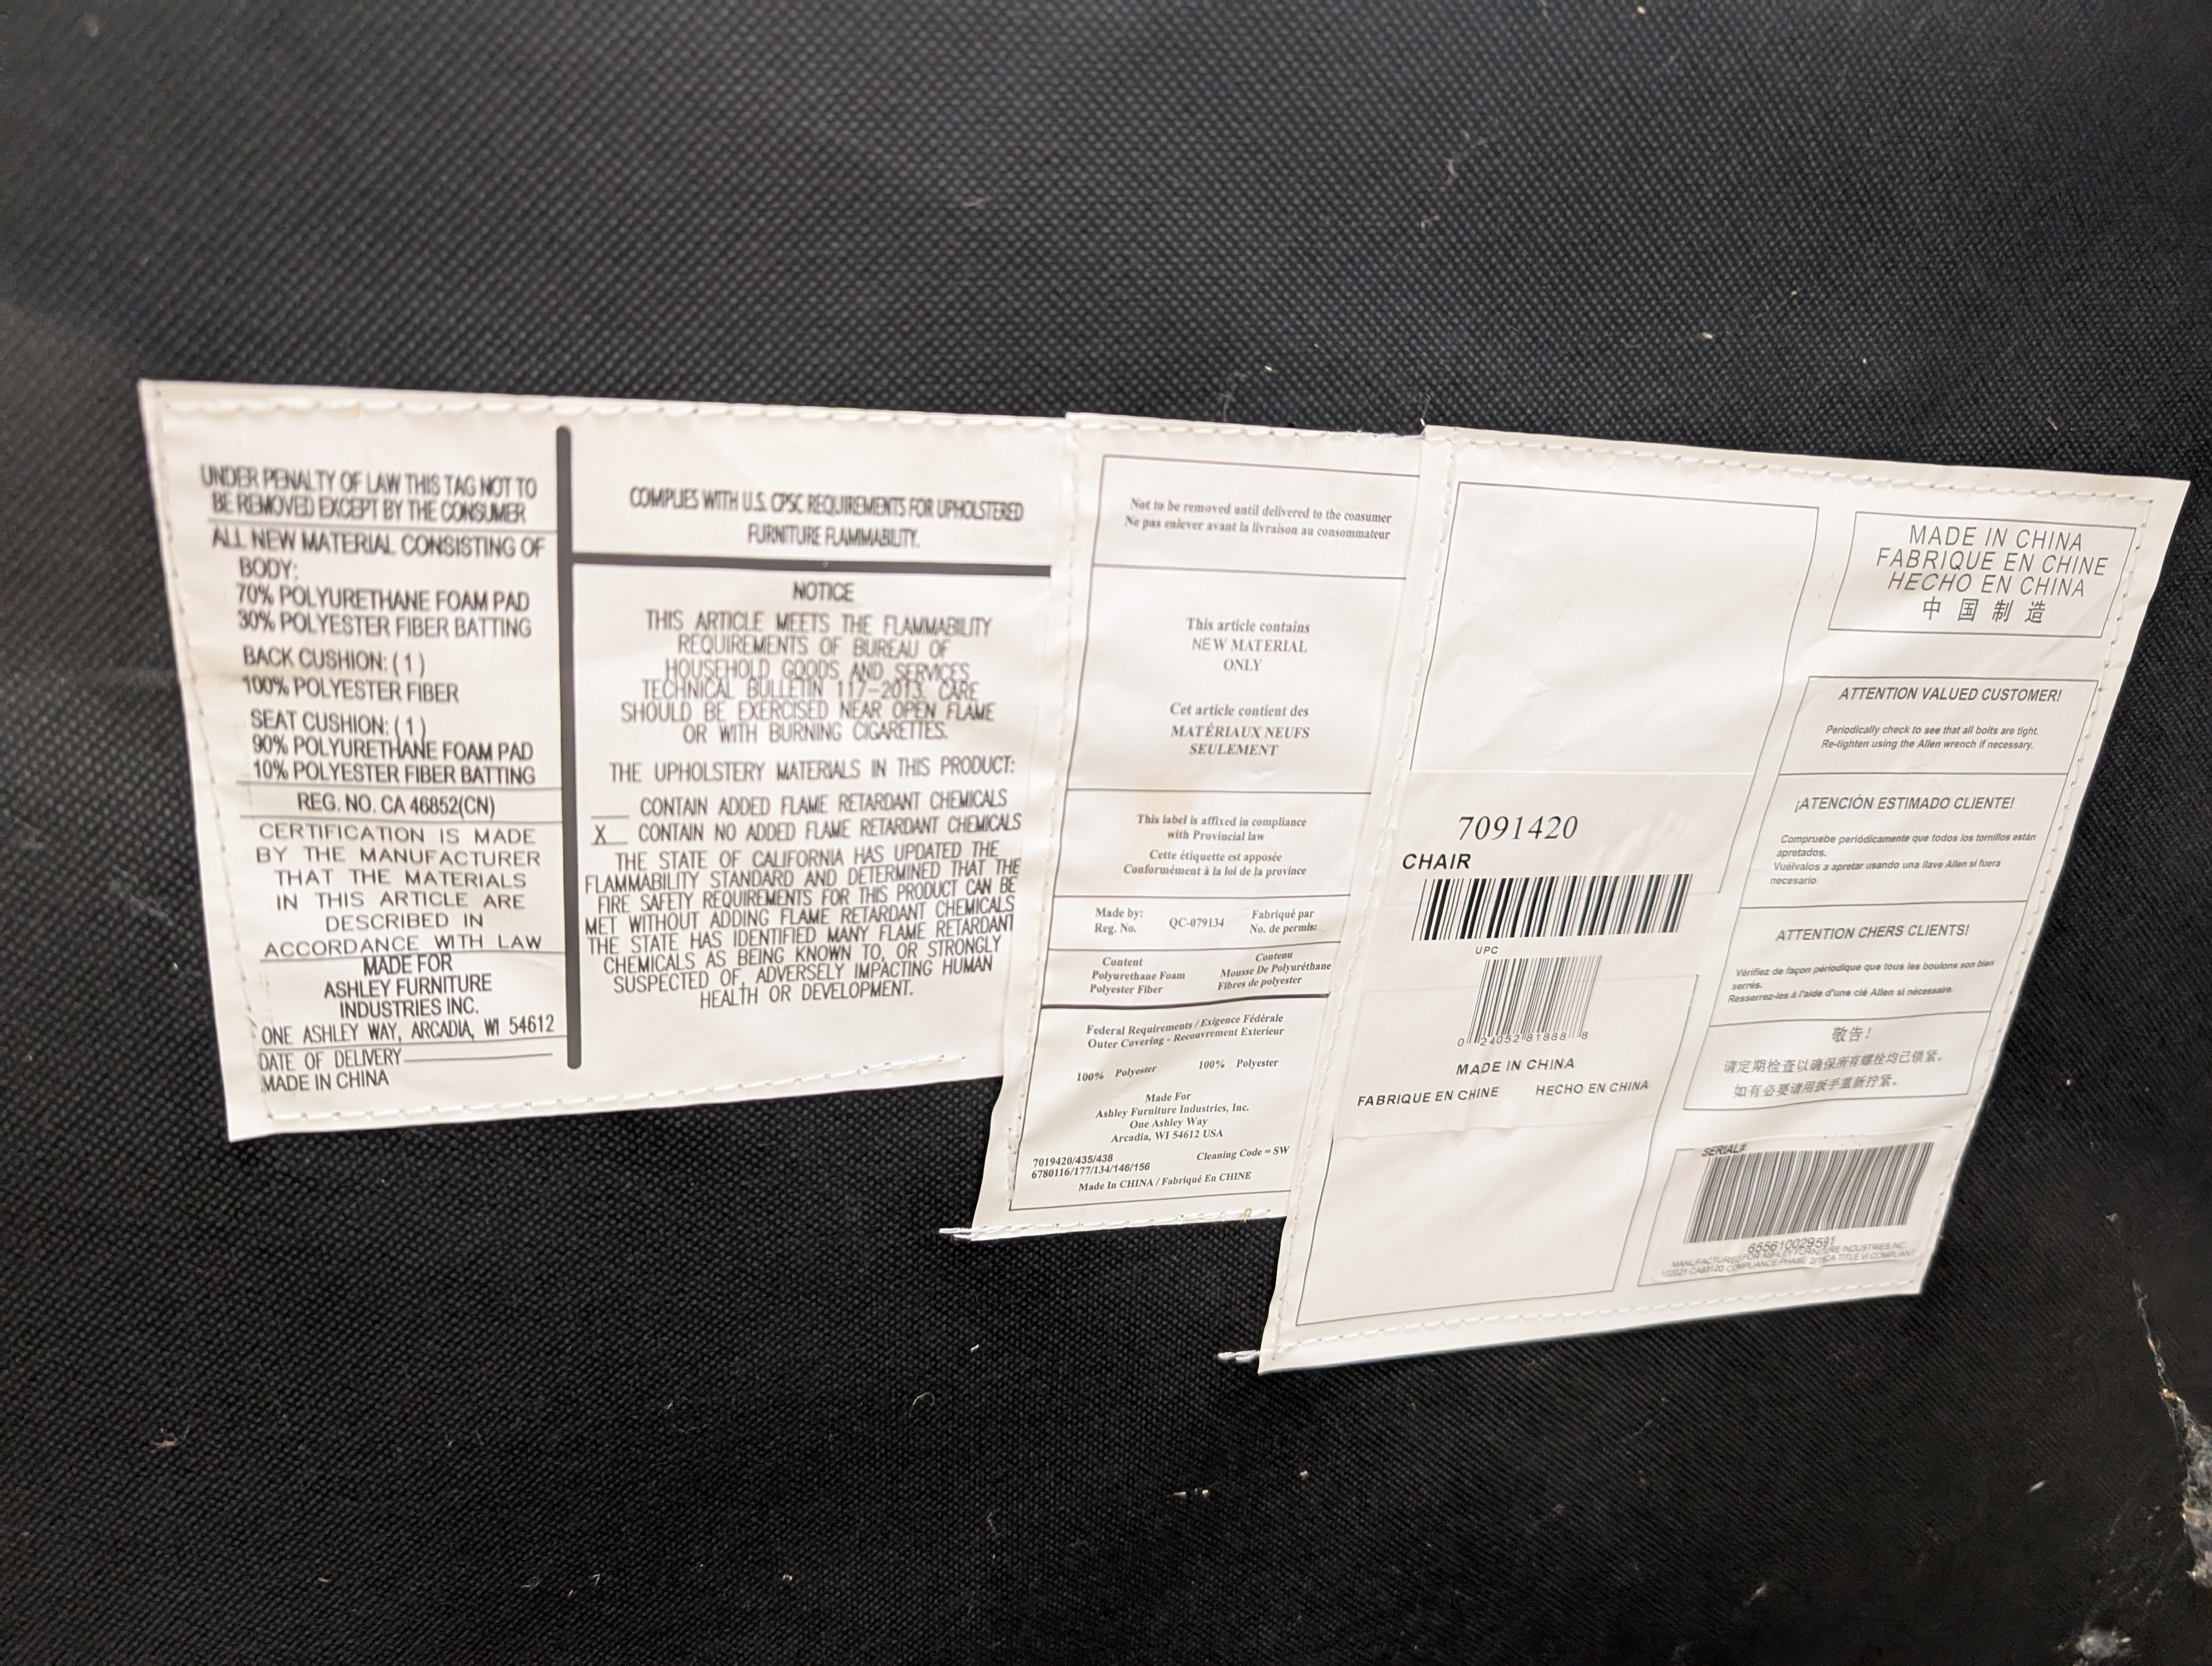 UNDER PENALTY OF LAW THIS TAG NOT TO
BE REMOVED EXCEPT BY THE CONSUMER
ALL NEW MATERIAL CONSISTING OF
BODY:
70% POLYURETHANE FOAM PAD
30% POLYESTER FIBER BATTING
BACK CUSHION: ( 1 )
100% POLYESTER FIBER
SEAT CUSHION: ( 1 )
90% POLYURETHANE FOAM PAD
10% POLYESTER FIBER BATTING
REG. NO. CA 46852(CN)
CERTIFICATION IS MADE
BY THE MANUFACTURER
THAT THE MATERIALS
IN THIS ARTICLE ARE
DESCRIBED IN
ACCORDANCE WITH LAW
MADE FOR
ASHLEY FURNITURE
INDUSTRIES INC.
ONE ASHLEY WAY, ARCADIA, WI 54612
DATE OF DELIVERY
MADE IN CHINA
COMPLIES WITH U.S. CPSC REQUIREMENTS FOR UPHOLSTERED
FURNITURE FLAMMABILITY.
NOTICE
THIS ARTICLE MEETS THE FLAMMABILITY
REQUIREMENTS OF BUREAU OF
HOUSEHOLD GOODS AND SERVICES
TECHNICAL BULLETIN 117-2013. CARE
SHOULD BE EXERCISED NEAR OPEN FLAME
OR WITH BURNING CIGARETTES.
THE UPHOLSTERY MATERIALS IN THIS PRODUCT:
___ CONTAIN ADDED FLAME RETARDANT CHEMICALS
X__ CONTAIN NO ADDED FLAME RETARDANT CHEMICALS
THE STATE OF CALIFORNIA HAS UPDATED THE
FLAMMABILITY STANDARD AND DETERMINED THAT THE
FIRE SAFETY REQUIREMENTS FOR THIS PRODUCT CAN BE
MET WITHOUT ADDING FLAME RETARDANT CHEMICALS
THE STATE HAS IDENTIFIED MANY FLAME RETARDANT
CHEMICALS AS BEING KNOWN TO, OR STRONGLY
SUSPECTED OF, ADVERSELY IMPACTING HUMAN
HEALTH OR DEVELOPMENT.
Not to be removed until delivered to the consumer
Ne pas enlever avant la livraison au consommateur
This article contains
NEW MATERIAL
ONLY
Cet article contient des
MATÉRIAUX NEUFS
SEULEMENT
This label is affixed in compliance
with Provincial law
Cette étiquette est apposée
Conformément à la loi de la province
Made by: Fabriqué par
Reg. No. QC-079134 No. de permis:
Content Contenu
Polyurethane Foam Mousse De Polyuréthane
Polyester Fiber Fibres de polyester
Federal Requirements / Exigence Fédérale
Outer Covering - Recouvrement Exterieur
100% Polyester 100% Polyester
Made For
Ashley Furniture Industries, Inc.
One Ashley Way
Arcadia, WI 54612 USA
7019420/435/438 Cleaning Code = SW
6780116/177/134/146/156
Made In CHINA / Fabriqué En CHINE
7091420
CHAIR
UPC
0 24052 81888 8
MADE IN CHINA
FABRIQUE EN CHINE HECHO EN CHINA
MADE IN CHINA
FABRIQUE EN CHINE
HECHO EN CHINA
中国制造
ATTENTION VALUED CUSTOMER!
Periodically check to see that all bolts are tight.
Re-tighten using the Allen wrench if necessary.
¡ATENCIÓN ESTIMADO CLIENTE!
Compruebe periódicamente que todos los tornillos están
apretados.
Vuélvalos a apretar usando una llave Allen si fuera
necesario
ATTENTION CHERS CLIENTS!
Vérifiez de façon périodique que tous les boulons son bien
serrés.
Resserrez-les à l'aide d'une clé Allen si nécessaire.
敬告！
请定期检查以确保所有螺栓均已锁紧。
如有必要请用扳手重新拧紧。
SERIAL#
655610029591
MANUFACTURED FOR ASHLEY FURNITURE INDUSTRIES INC.
102021 COMPLIANCE PHASE TITLE VI COMPLIANT